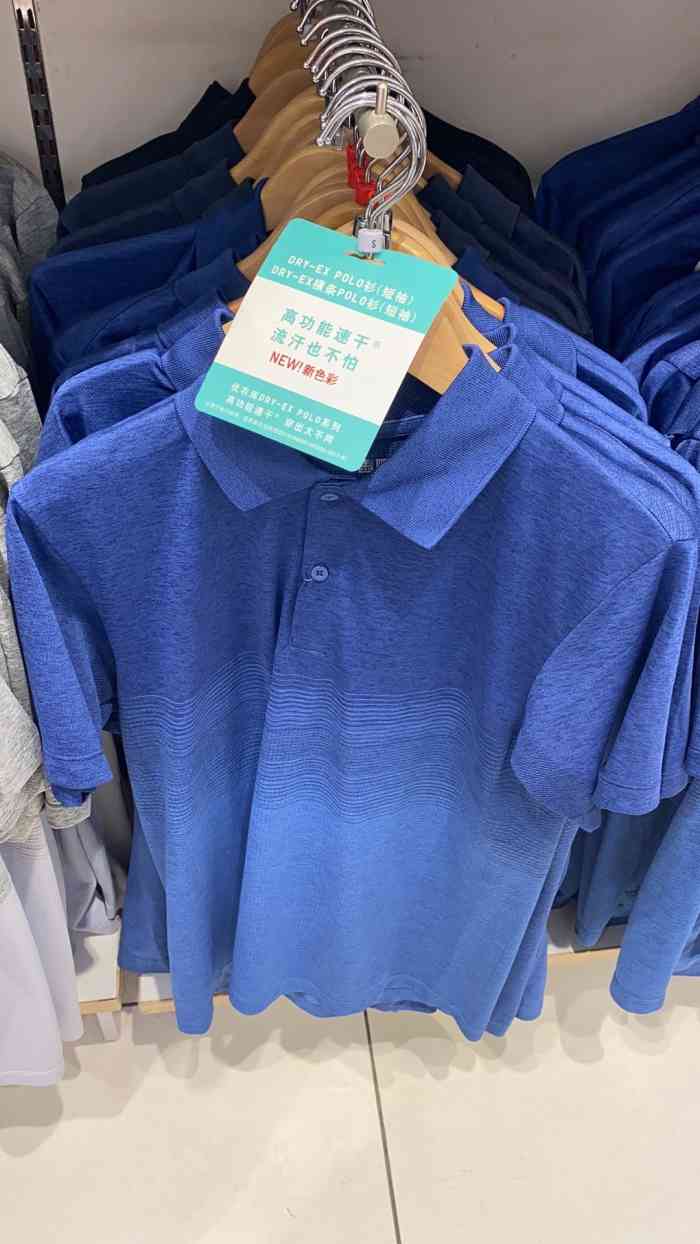 S
DRY-EX POLO衫(短袖)
DRY-EX横条POLO衫(短袖)
高功能速干※
流汗也不怕
NEW!新色彩
优衣库DRY-EX POLO系列
高功能速干※ 穿出大不同